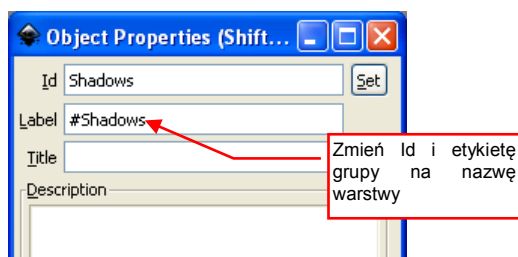 Object Properties (Shift...
Id Shadows Set
Label #Shadows
Title
Description
Zmień Id i etykietę
grupy na nazwę
warstwy